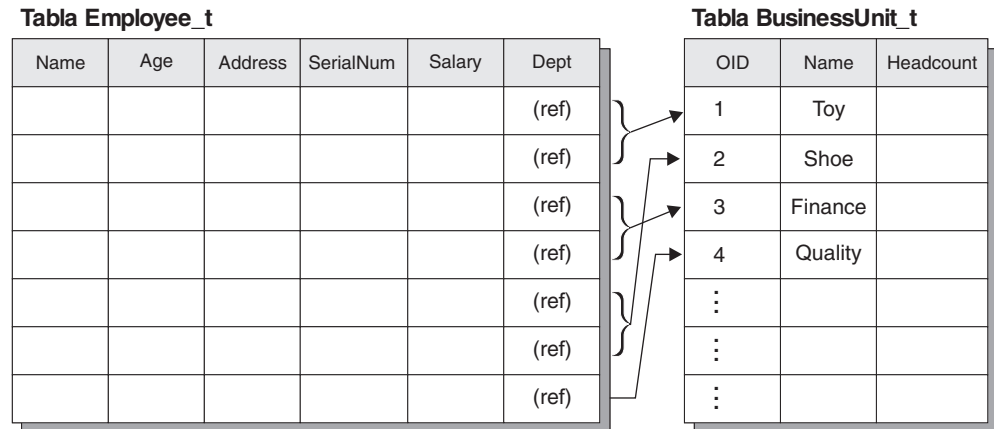 Tabla Employee_t
Name Age Address SerialNum Salary Dept
(ref)
(ref)
(ref)
(ref)
(ref)
(ref)
(ref)
Tabla BusinessUnit_t
OID Name Headcount
1 Toy
2 Shoe
3 Finance
4 Quality
⋮
⋮
⋮